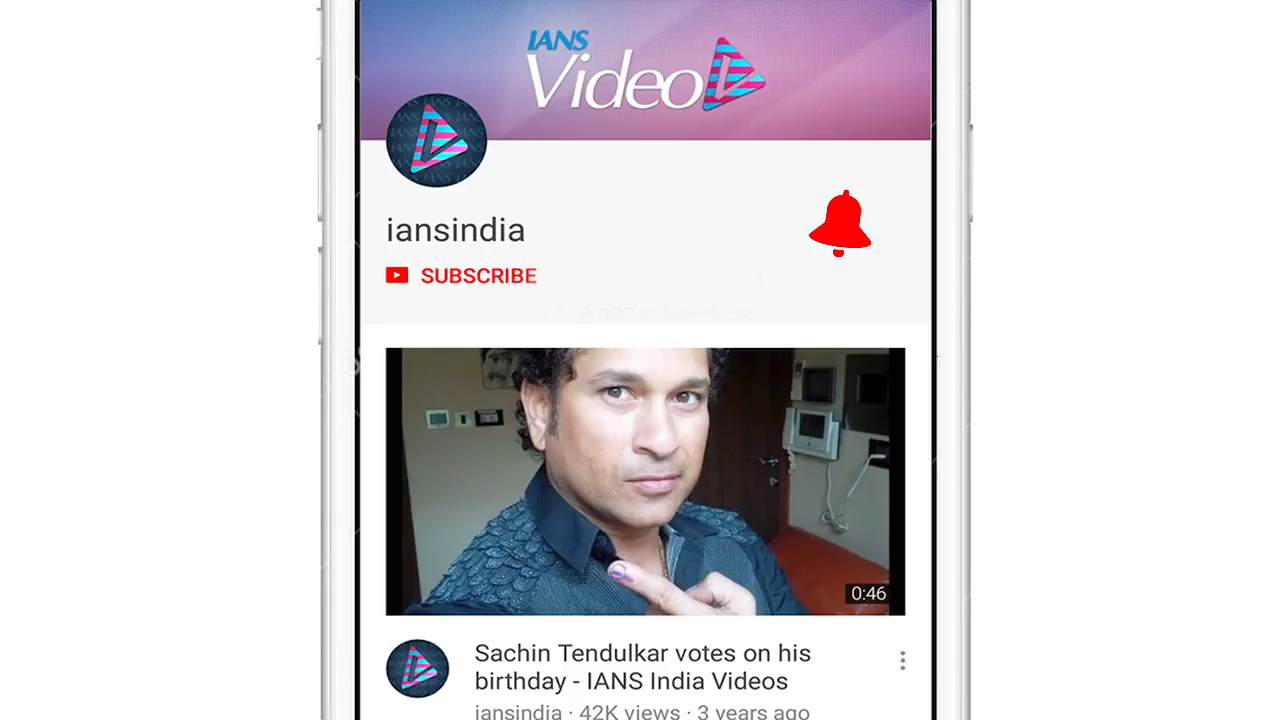 IANS
Video
iansindia
SUBSCRIBE
0:46
Sachin Tendulkar votes on his
birthday - IANS India Videos
iansindia · 42K views · 3 years ago